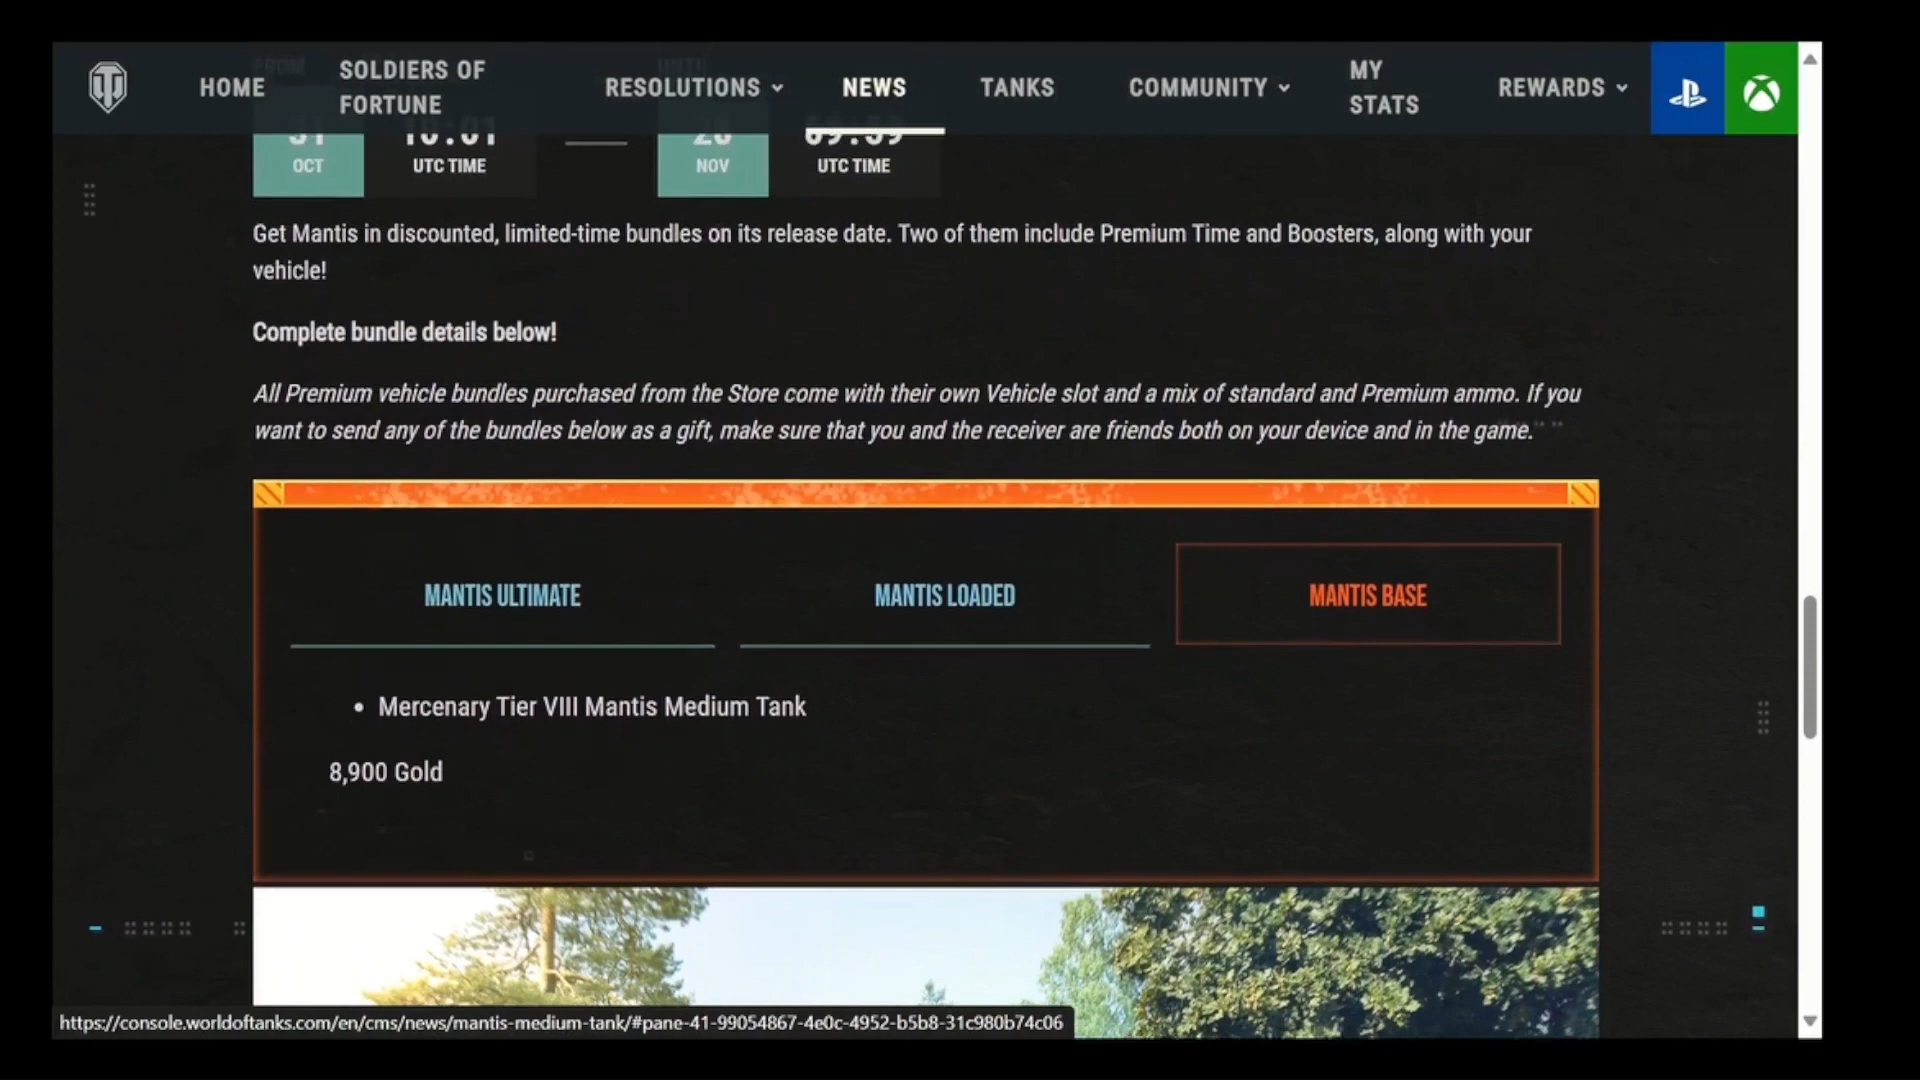 HOME
SOLDIERS OF
FORTUNE
RESOLUTIONS
NEWS
TANKS
COMMUNITY
MY
STATS
REWARDS
31
OCT
10:01
UTC TIME
NOV
09:59
UTC TIME
Get Mantis in discounted, limited-time bundles on its release date. Two of them include Premium Time and Boosters, along with your
vehicle!
Complete bundle details below!
All Premium vehicle bundles purchased from the Store come with their own Vehicle slot and a mix of standard and Premium ammo. If you
want to send any of the bundles below as a gift, make sure that you and the receiver are friends both on your device and in the game.
MANTIS ULTIMATE
MANTIS LOADED
MANTIS BASE
• Mercenary Tier VIII Mantis Medium Tank
8,900 Gold
https://console.worldoftanks.com/en/cms/news/mantis-medium-tank/#pane-41-99054867-4e0c-4952-b5b8-31c980b74c06